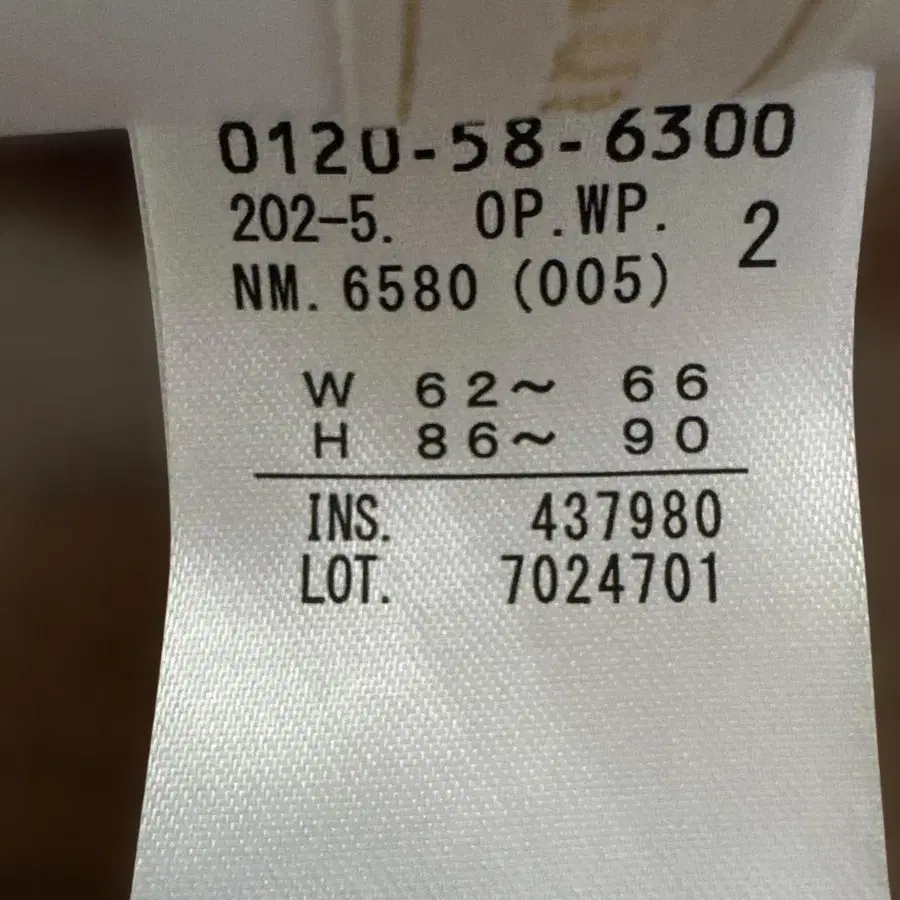 0120-58-6300
202-5. OP.WP. 2
NM. 6580 (005)
W 62～ 66
H 86～ 90
INS. 437980
LOT. 7024701